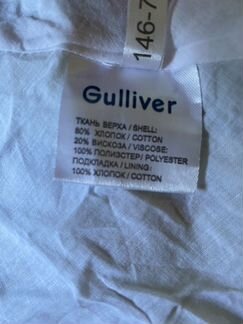 146-7
Gulliver
ТКАНЬ ВЕРХА / SHELL:
80% ХЛОПОК / COTTON
20% ВИСКОЗА / VISCOSE:
100% ПОЛИЭСТЕР/ POLYESTER
ПОДКЛАДКА / LINING:
100% ХЛОПОК / COTTON